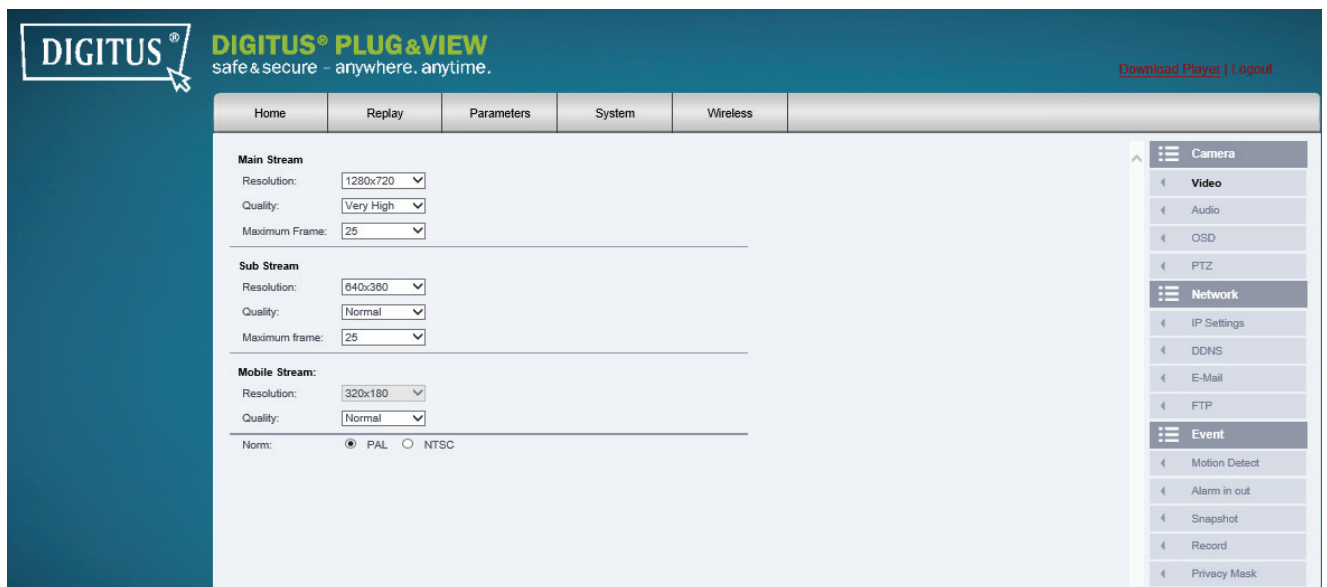 DIGITUS®
DIGITUS® PLUG&VIEW
safe & secure – anywhere. anytime.
Download Player | Logout
Home Replay Parameters System Wireless
Main Stream
Resolution: 1280x720
Quality: Very High
Maximum Frame: 25
Sub Stream
Resolution: 640x360
Quality: Normal
Maximum frame: 25
Mobile Stream:
Resolution: 320x180
Quality: Normal
Norm: PAL NTSC
Camera
Video
Audio
OSD
PTZ
Network
IP Settings
DDNS
E-Mail
FTP
Event
Motion Detect
Alarm in out
Snapshot
Record
Privacy Mask